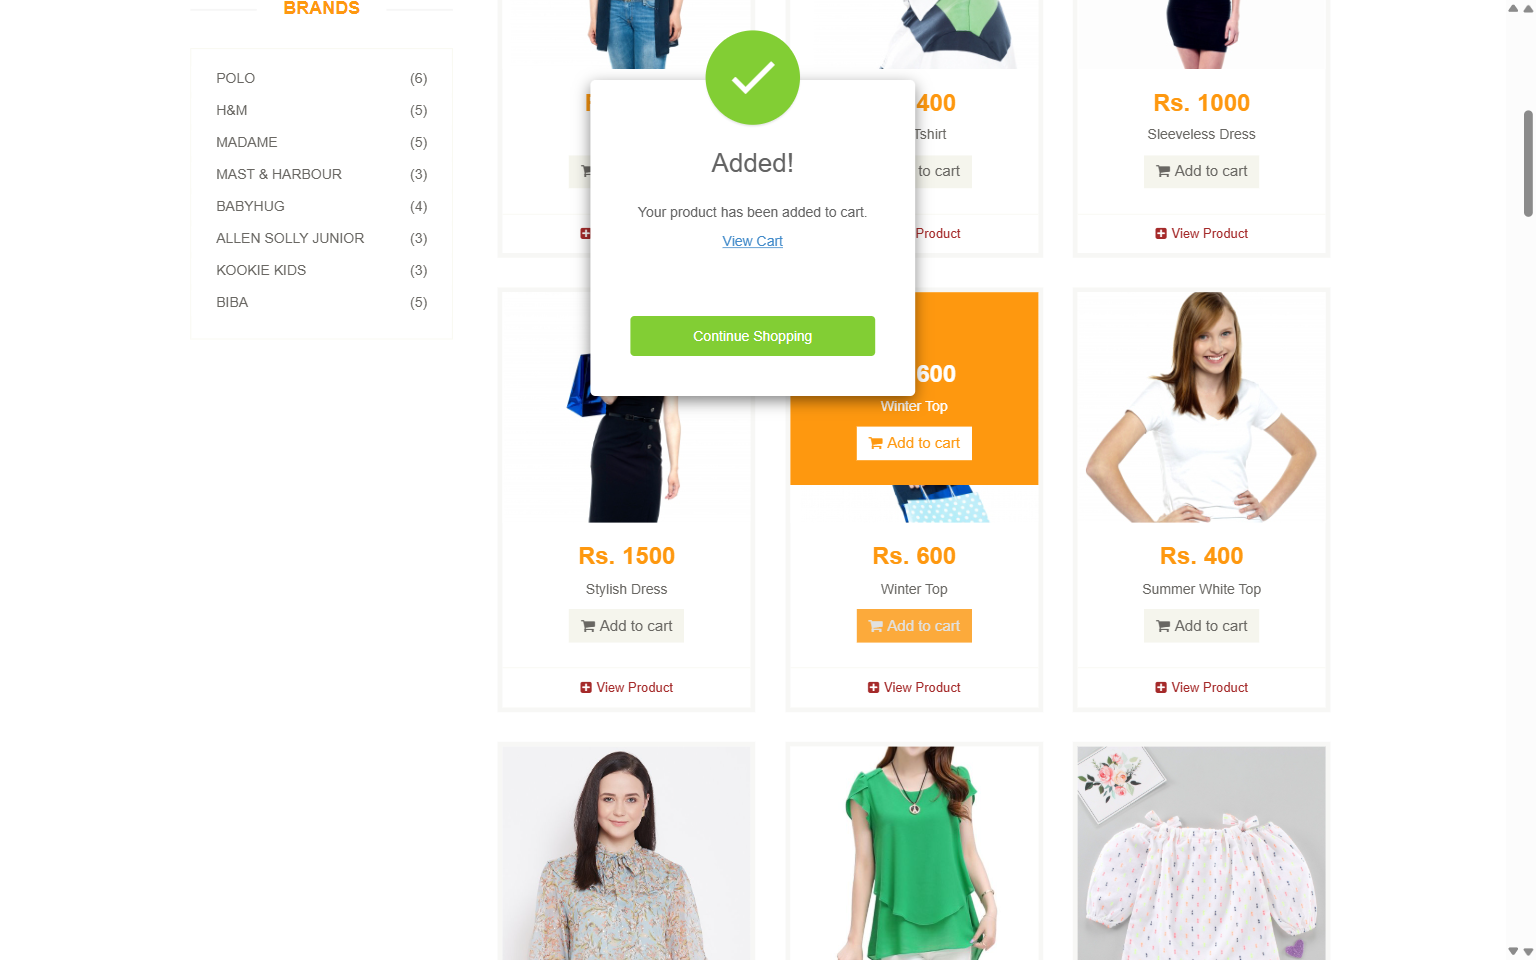 BRANDS
POLO (6)
H&M (5)
MADAME (5)
MAST & HARBOUR (3)
BABYHUG (4)
ALLEN SOLLY JUNIOR (3)
KOOKIE KIDS (3)
BIBA (5)
Added!
Your product has been added to cart.
View Cart
Continue Shopping
400
Tshirt
to cart
Product
Rs. 1000
Sleeveless Dress
Add to cart
View Product
Rs. 1500
Stylish Dress
Add to cart
View Product
600
Winter Top
Add to cart
Rs. 600
Winter Top
Add to cart
View Product
Rs. 400
Summer White Top
Add to cart
View Product